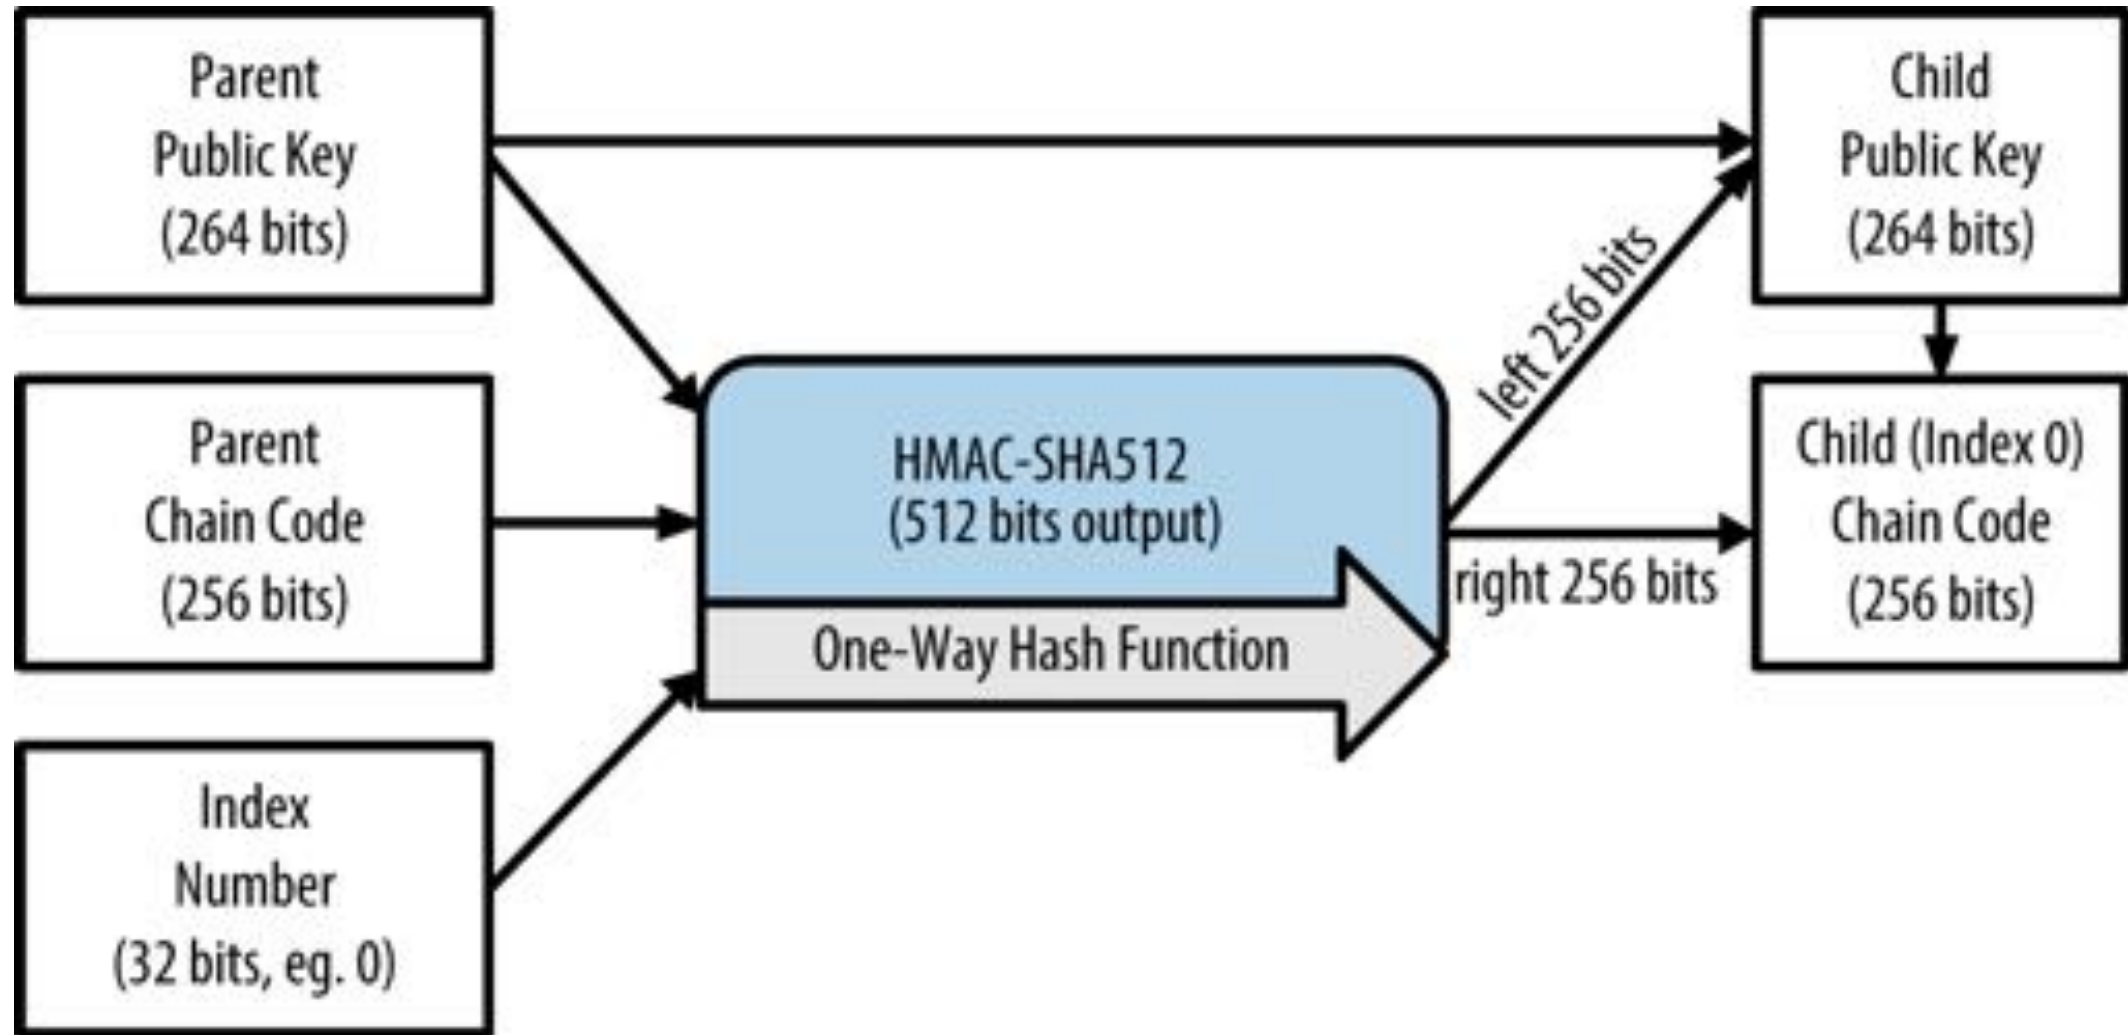 Parent
Public Key
(264 bits)
Parent
Chain Code
(256 bits)
Index
Number
(32 bits, eg. 0)
HMAC-SHA512
(512 bits output)
One-Way Hash Function
left 256 bits
right 256 bits
Child
Public Key
(264 bits)
Child (Index 0)
Chain Code
(256 bits)